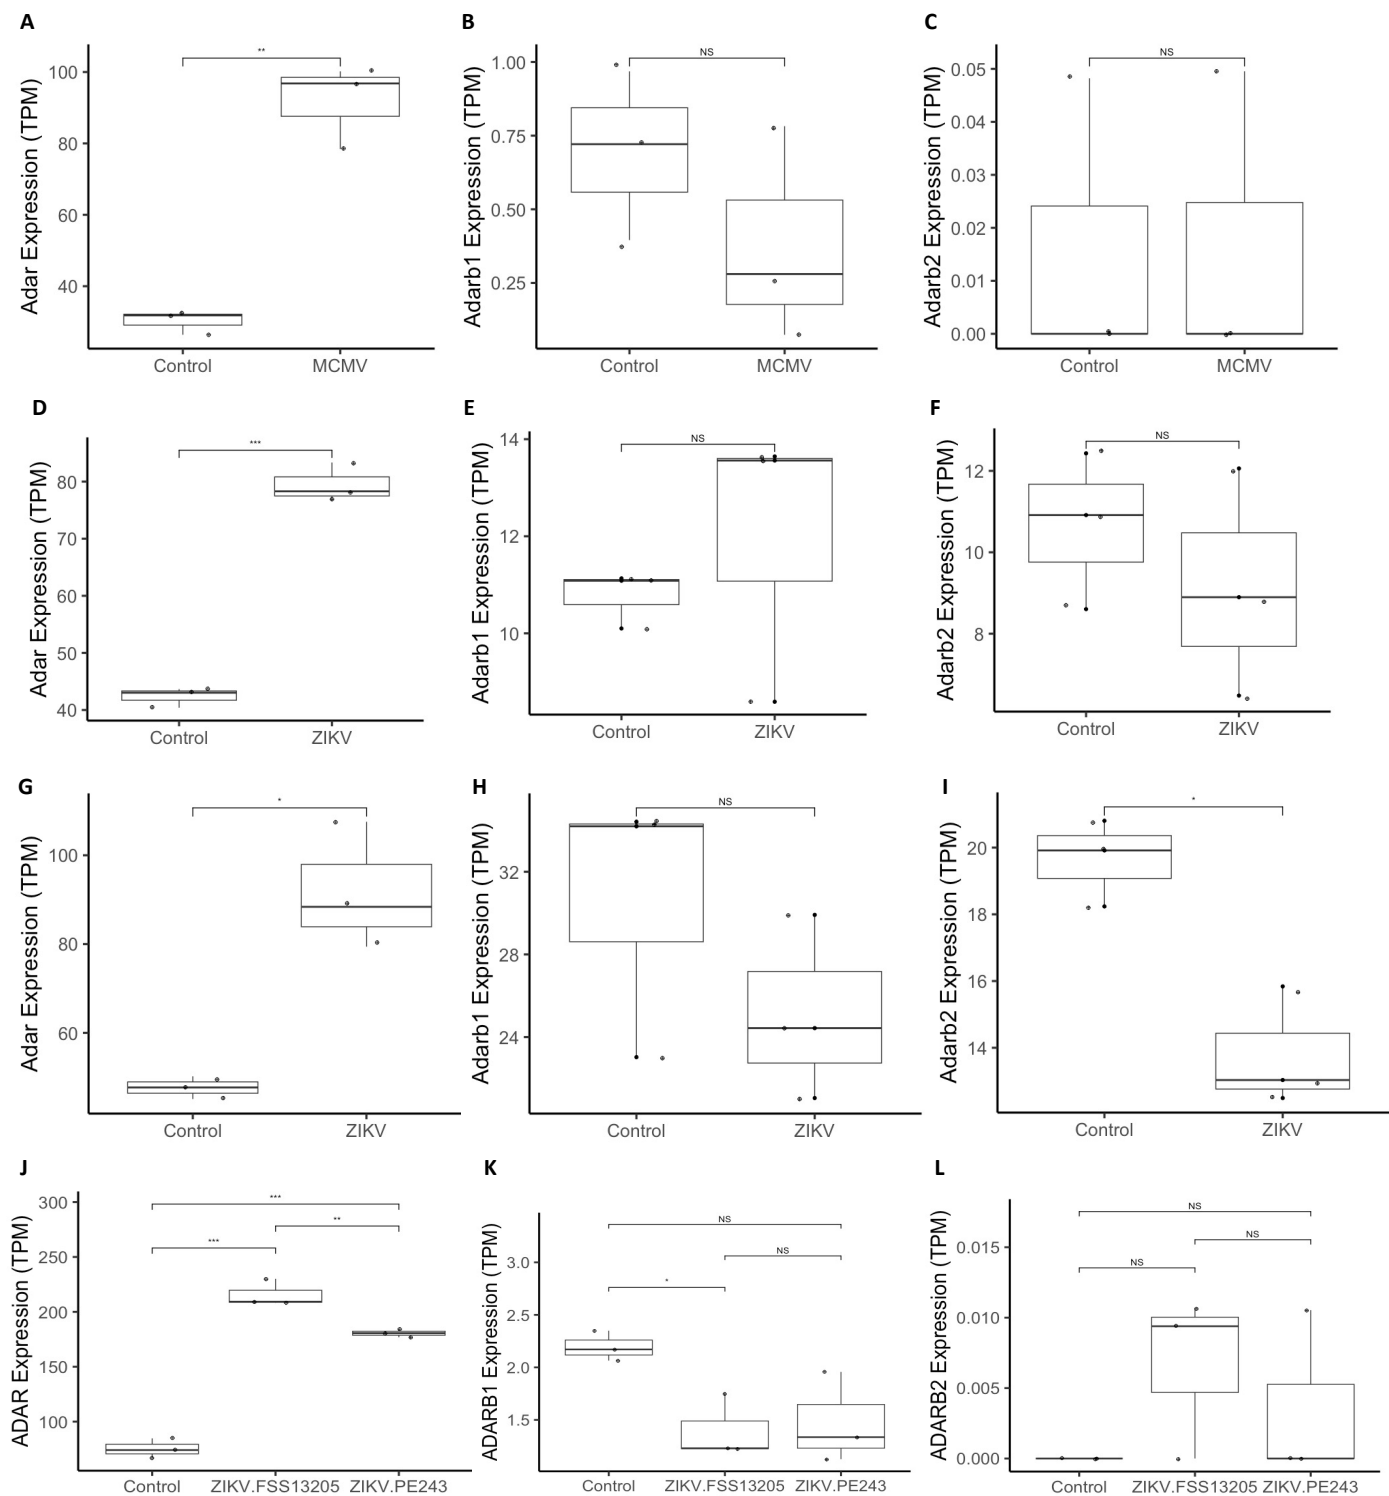 A
Adar Expression (TPM)
100
80
60
40
**
Control MCMV
B
Adarb1 Expression (TPM)
1.00
0.75
0.50
0.25
NS
Control MCMV
C
Adarb2 Expression (TPM)
0.05
0.04
0.03
0.02
0.01
0.00
NS
Control MCMV
D
Adar Expression (TPM)
80
70
60
50
40
***
Control ZIKV
E
Adarb1 Expression (TPM)
14
12
10
NS
Control ZIKV
F
Adarb2 Expression (TPM)
12
10
8
NS
Control ZIKV
G
Adar Expression (TPM)
100
80
60
*
Control ZIKV
H
Adarb1 Expression (TPM)
32
28
24
NS
Control ZIKV
I
Adarb2 Expression (TPM)
20
18
16
14
*
Control ZIKV
J
ADAR Expression (TPM)
300
250
200
150
100
***
**
***
Control ZIKV.FSS13205 ZIKV.PE243
K
ADARB1 Expression (TPM)
3.0
2.5
2.0
1.5
NS
NS
*
Control ZIKV.FSS13205 ZIKV.PE243
L
ADARB2 Expression (TPM)
0.015
0.010
0.005
0.000
NS
NS
NS
Control ZIKV.FSS13205 ZIKV.PE243